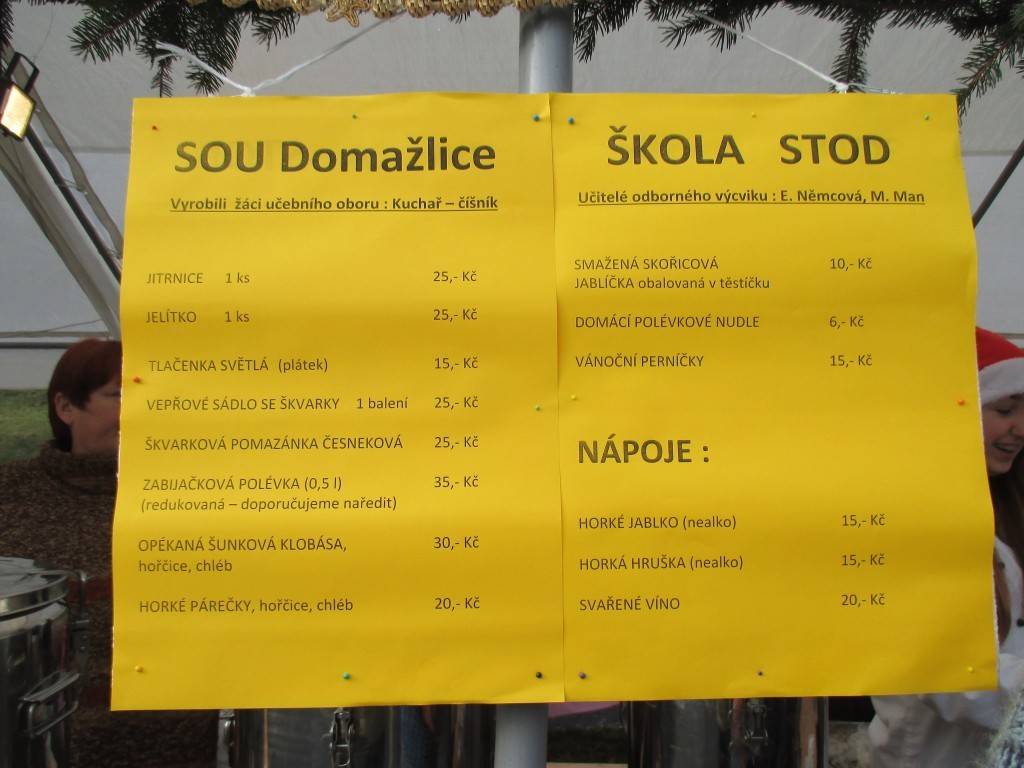 SOU Domažlice
Vyrobili žáci učebního oboru : Kuchař – číšník
JITRNICE 1 ks 25,- Kč
JELÍTKO 1 ks 25,- Kč
TLAČENKA SVĚTLÁ (plátek) 15,- Kč
VEPŘOVÉ SÁDLO SE ŠKVARKY 1 balení 25,- Kč
ŠKVARKOVÁ POMAZÁNKA ČESNEKOVÁ 25,- Kč
ZABIJAČKOVÁ POLÉVKA (0,5 l) 35,- Kč
(redukovaná – doporučujeme naředit)
OPÉKANÁ ŠUNKOVÁ KLOBÁSA, 30,- Kč
hořčice, chléb
HORKÉ PÁREČKY, hořčice, chléb 20,- Kč
ŠKOLA STOD
Učitelé odborného výcviku : E. Němcová, M. Man
SMAŽENÁ SKOŘICOVÁ 10,- Kč
JABLÍČKA obalovaná v těstíčku
DOMÁCÍ POLÉVKOVÉ NUDLE 6,- Kč
VÁNOČNÍ PERNÍČKY 15,- Kč
NÁPOJE :
HORKÉ JABLKO (nealko) 15,- Kč
HORKÁ HRUŠKA (nealko) 15,- Kč
SVAŘENÉ VÍNO 20,- Kč